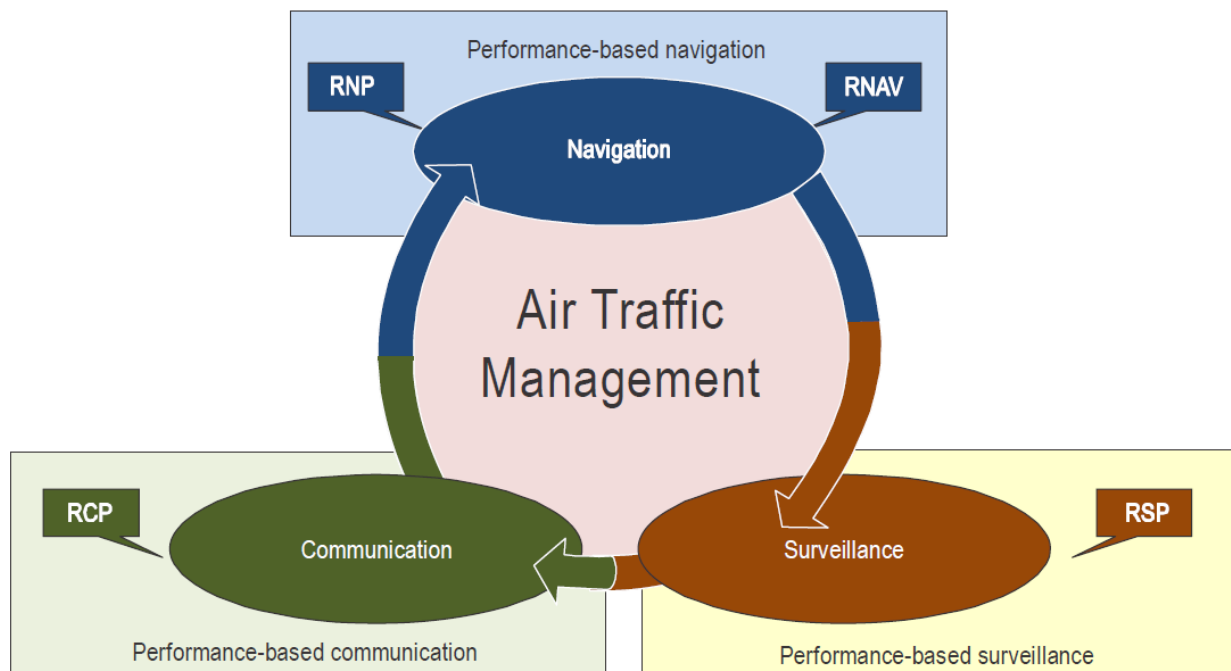 Performance-based navigation
RNP
RNAV
Navigation
Air Traffic
Management
RCP
Communication
Surveillance
RSP
Performance-based communication
Performance-based surveillance